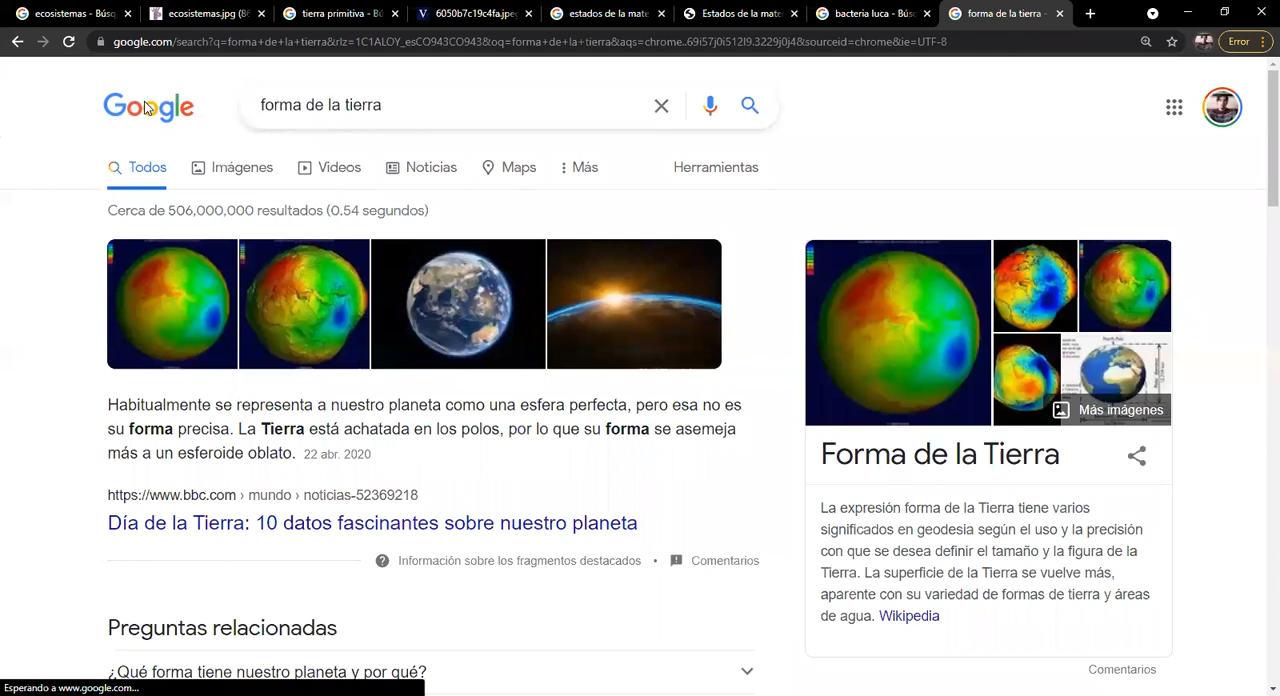 ecosistemas - Búsq
ecosistemas.jpg (86
tierra primitiva - Bú
6050b7c19c4fa.jpeg
estados de la mate
Estados de la mate
bacteria luca - Búsc
forma de la tierra -
google.com/search?q=forma+de+la+tierra&rlz=1C1ALOY_esCO943CO943&oq=forma+de+la+tierra&aqs=chrome..69i57j0i512l9.3229j0j4&sourceid=chrome&ie=UTF-8
Error
Google
forma de la tierra
Todos
Imágenes
Videos
Noticias
Maps
Más
Herramientas
Cerca de 506,000,000 resultados (0.54 segundos)
Habitualmente se representa a nuestro planeta como una esfera perfecta, pero esa no es
su forma precisa. La Tierra está achatada en los polos, por lo que su forma se asemeja
más a un esferoide oblato. 22 abr. 2020
https://www.bbc.com › mundo › noticias-52369218
Día de la Tierra: 10 datos fascinantes sobre nuestro planeta
Información sobre los fragmentos destacados • Comentarios
Preguntas relacionadas
¿Qué forma tiene nuestro planeta y por qué?
Más imágenes
Forma de la Tierra
La expresión forma de la Tierra tiene varios
significados en geodesia según el uso y la precisión
con que se desea definir el tamaño y la figura de la
Tierra. La superficie de la Tierra se vuelve más,
aparente con su variedad de formas de tierra y áreas
de agua. Wikipedia
Comentarios
Esperando a www.google.com...